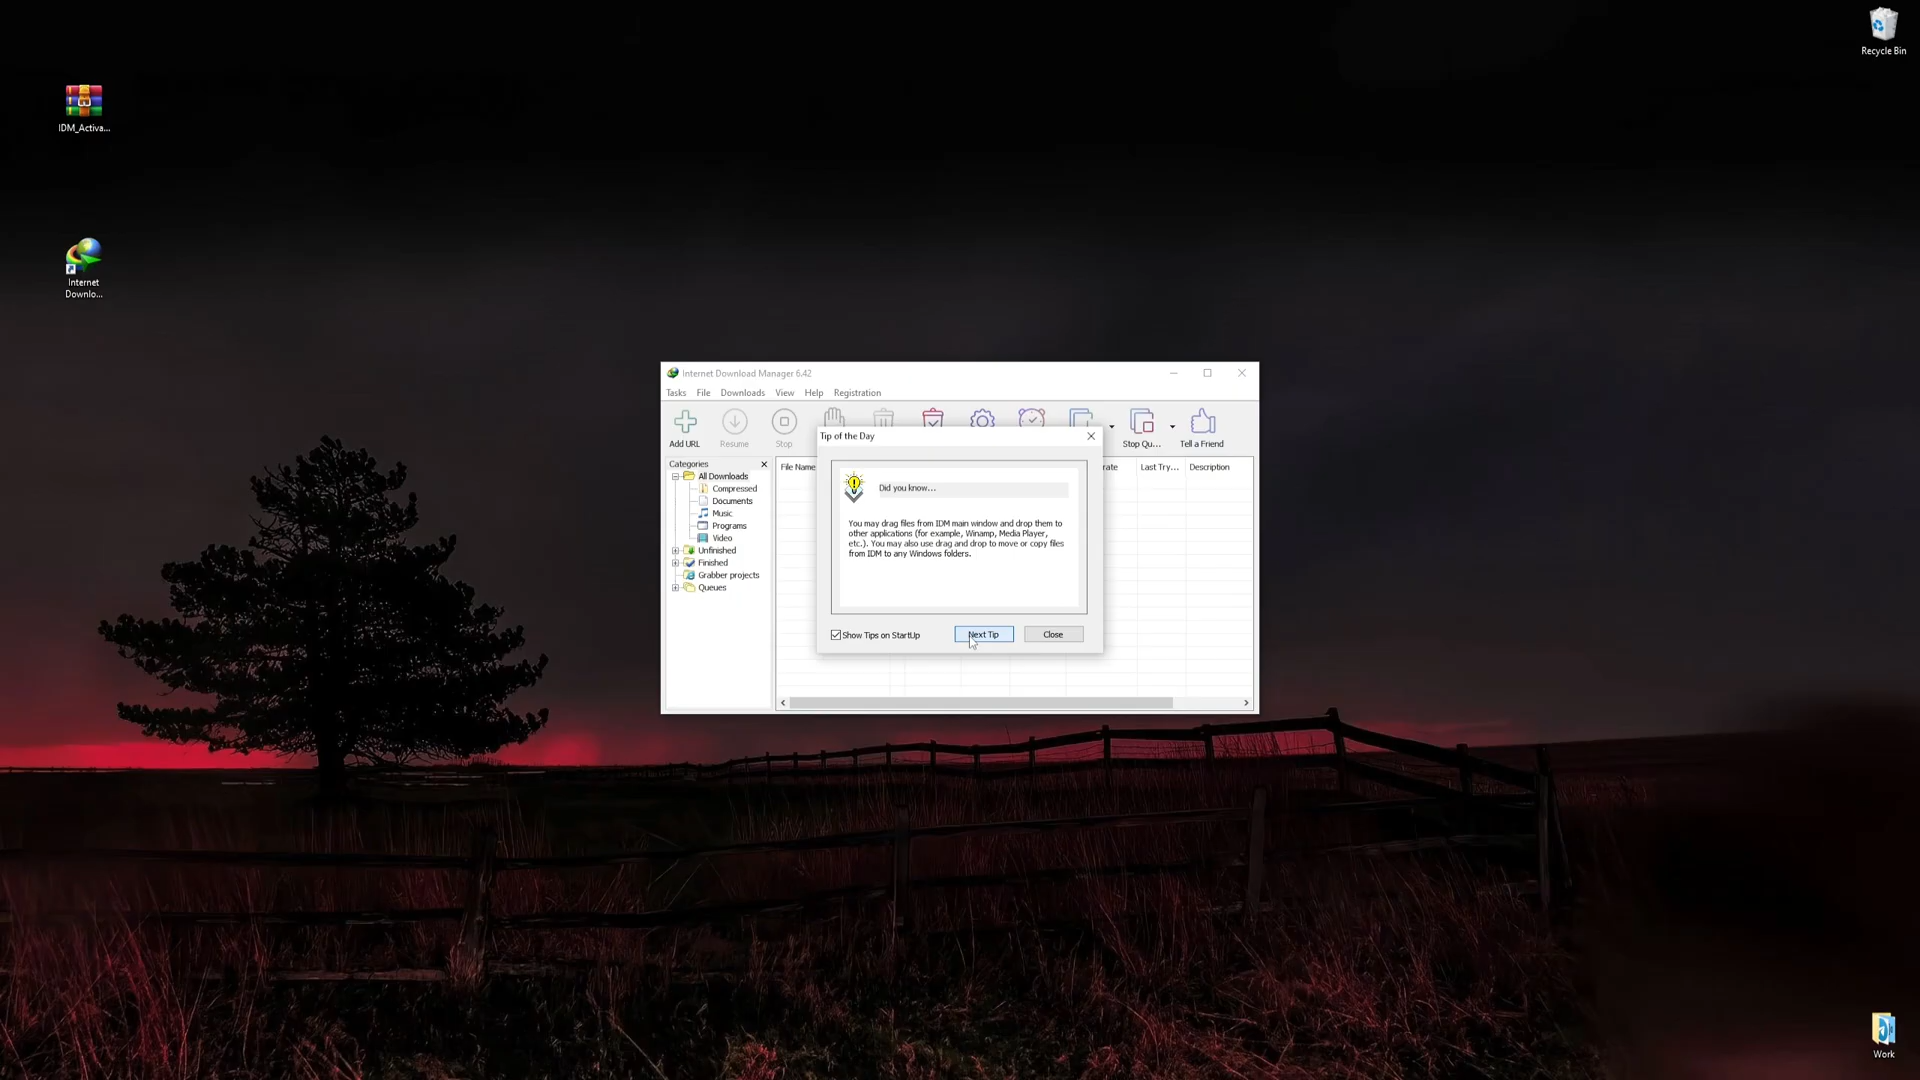 Recycle Bin
IDM_Activa...
Internet
Downlo...
Internet Download Manager 6.42
Tasks File Downloads View Help Registration
Add URL Resume Stop Stop Qu... Tell a Friend
Tip of the Day
Categories
File Name rate Last Try... Description
All Downloads
Compressed
Documents
Music
Programs
Video
Unfinished
Finished
Grabber projects
Queues
Did you know...
You may drag files from IDM main window and drop them to
other applications (for example, Winamp, Media Player,
etc.). You may also use drag and drop to move or copy files
from IDM to any Windows folders.
Show Tips on StartUp Next Tip Close
Work